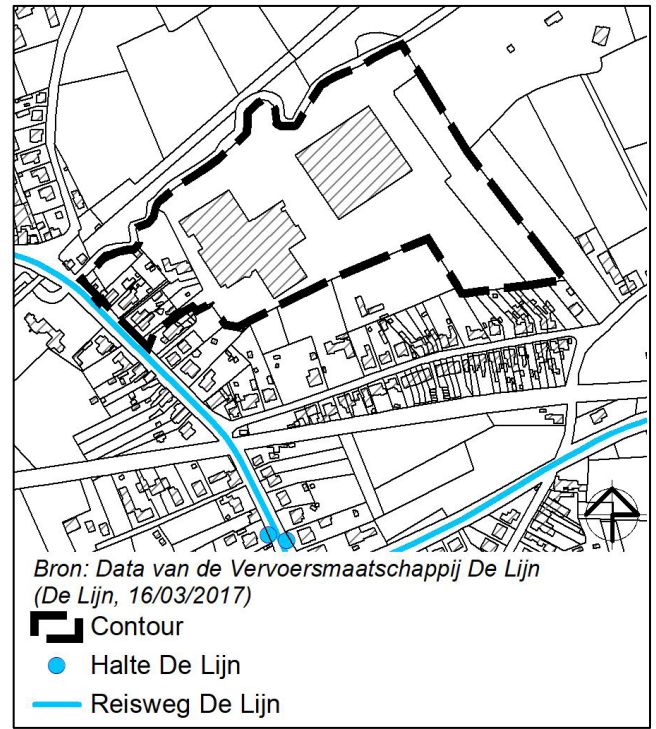 Bron: Data van de Vervoersmaatschappij De Lijn
(De Lijn, 16/03/2017)
Contour
Halte De Lijn
Reisweg De Lijn